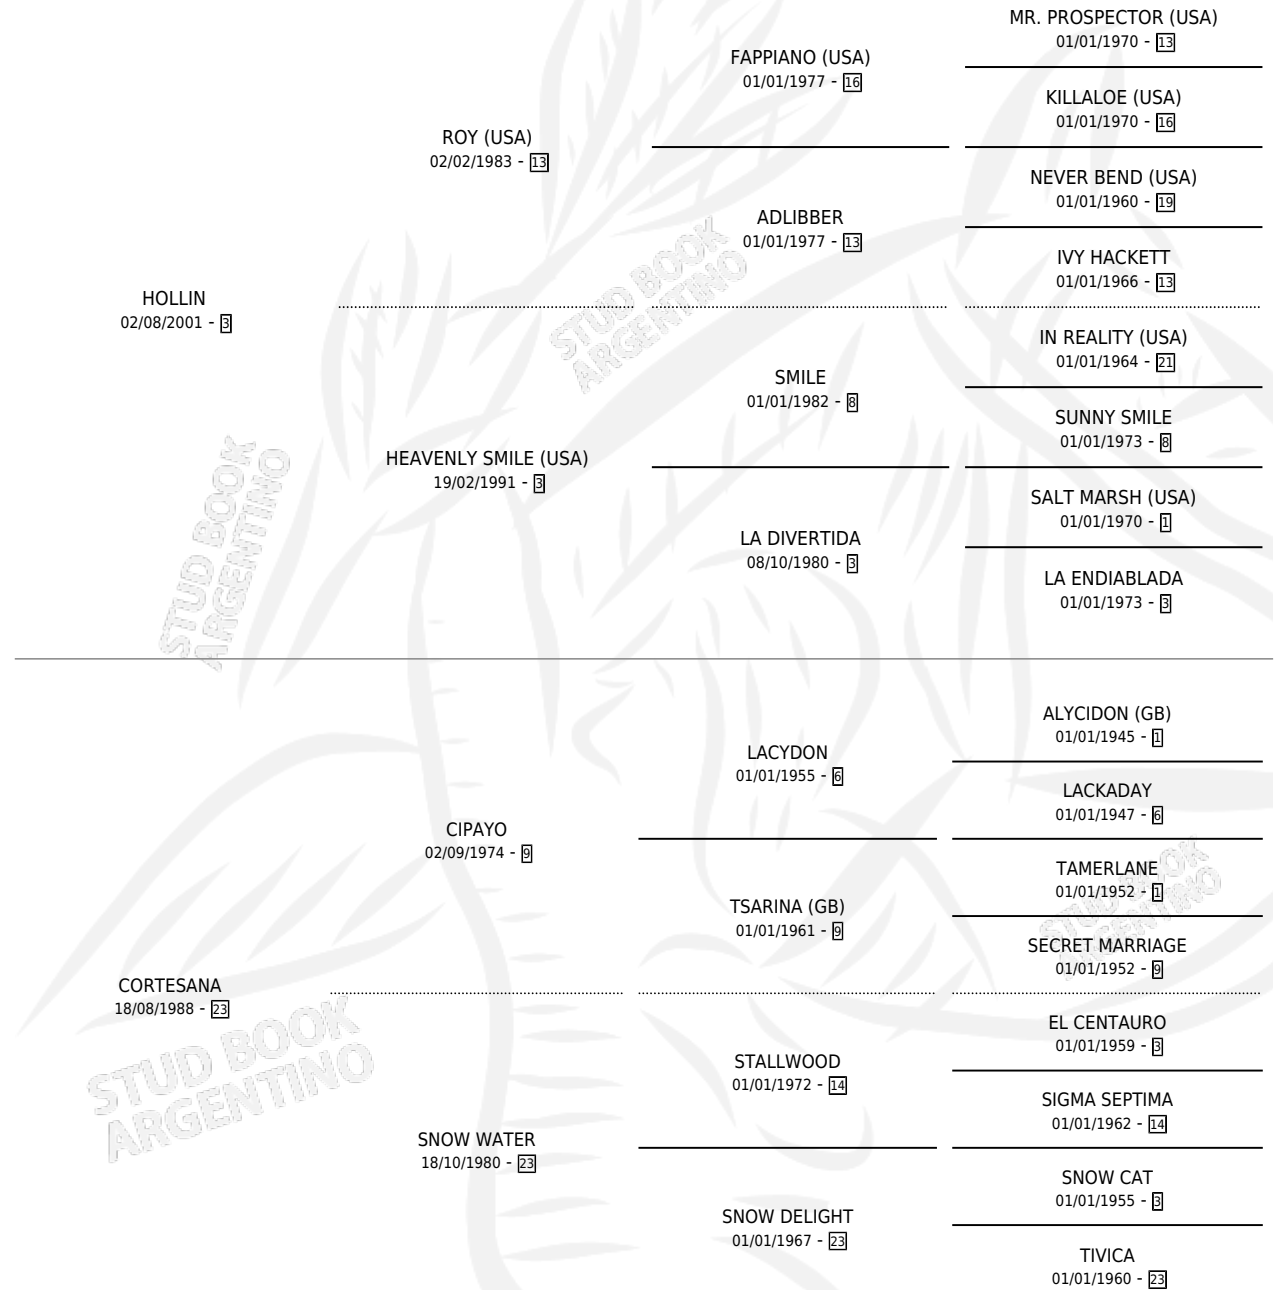 MR. PROSPECTOR (USA)
01/01/1970 - 13
FAPPIANO (USA)
01/01/1977 - 16
KILLALOE (USA)
01/01/1970 - 16
ROY (USA)
02/02/1983 - 13
NEVER BEND (USA)
01/01/1960 - 19
ADLIBBER
01/01/1977 - 13
IVY HACKETT
01/01/1966 - 13
HOLLIN
02/08/2001 - 3
STUD BOOK
ARGENTINO
IN REALITY (USA)
01/01/1964 - 21
SMILE
01/01/1982 - 8
SUNNY SMILE
01/01/1973 - 8
HEAVENLY SMILE (USA)
19/02/1991 - 3
SALT MARSH (USA)
01/01/1970 - 1
LA DIVERTIDA
08/10/1980 - 3
LA ENDIABLADA
01/01/1973 - 3
STUD BOOK
ARGENTINO
ALYCIDON (GB)
01/01/1945 - 1
LACYDON
01/01/1955 - 6
LACKADAY
01/01/1947 - 6
CIPAYO
02/09/1974 - 9
TAMERLANE
01/01/1952 - 1
TSARINA (GB)
01/01/1961 - 9
SECRET MARRIAGE
01/01/1952 - 9
STUD BOOK
ARGENTINO
CORTESANA
18/08/1988 - 23
EL CENTAURO
01/01/1959 - 3
STALLWOOD
01/01/1972 - 14
SIGMA SEPTIMA
01/01/1962 - 14
STUD BOOK
ARGENTINO
SNOW WATER
18/10/1980 - 23
SNOW CAT
01/01/1955 - 3
SNOW DELIGHT
01/01/1967 - 23
TIVICA
01/01/1960 - 23